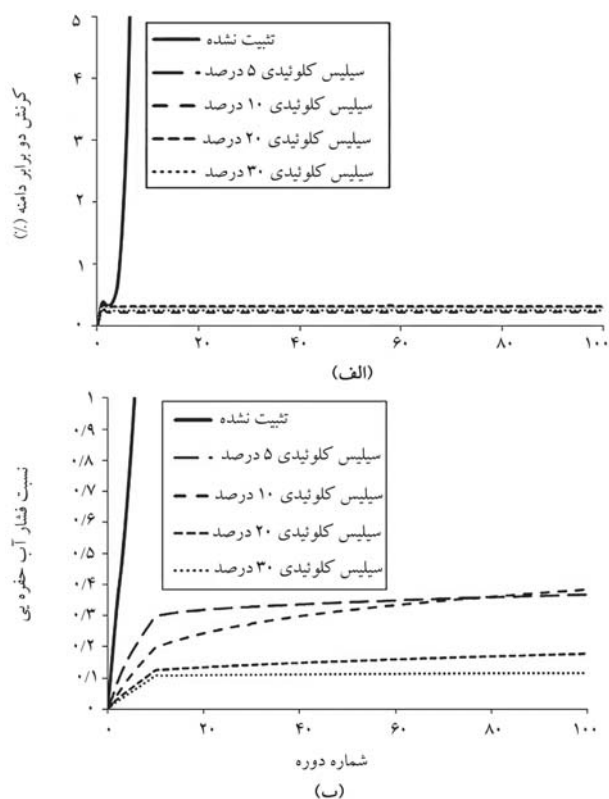 ۵
۴
۳
۲
۱
۰
کرنش دو برابر دامنه (٪)
تثبیت نشده
سیلیس کلوئیدی ۵ درصد
سیلیس کلوئیدی ۱۰ درصد
سیلیس کلوئیدی ۲۰ درصد
سیلیس کلوئیدی ۳۰ درصد
۰ ۲۰ ۴۰ ۶۰ ۸۰ ۱۰۰
(الف)
۱
۰/۹
۰/۸
۰/۷
۰/۶
۰/۵
۰/۴
۰/۳
۰/۲
۰/۱
۰
نسبت فشار آب حفره یی
تثبیت نشده
سیلیس کلوئیدی ۵ درصد
سیلیس کلوئیدی ۱۰ درصد
سیلیس کلوئیدی ۲۰ درصد
سیلیس کلوئیدی ۳۰ درصد
۰ ۲۰ ۴۰ ۶۰ ۸۰ ۱۰۰
شماره دوره
(ب)